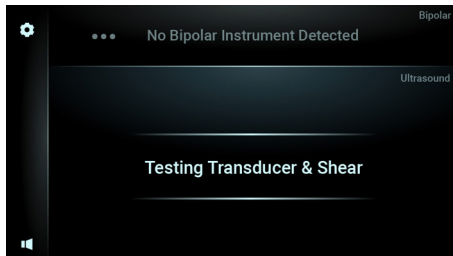 Bipolar
No Bipolar Instrument Detected
Ultrasound
Testing Transducer & Shear